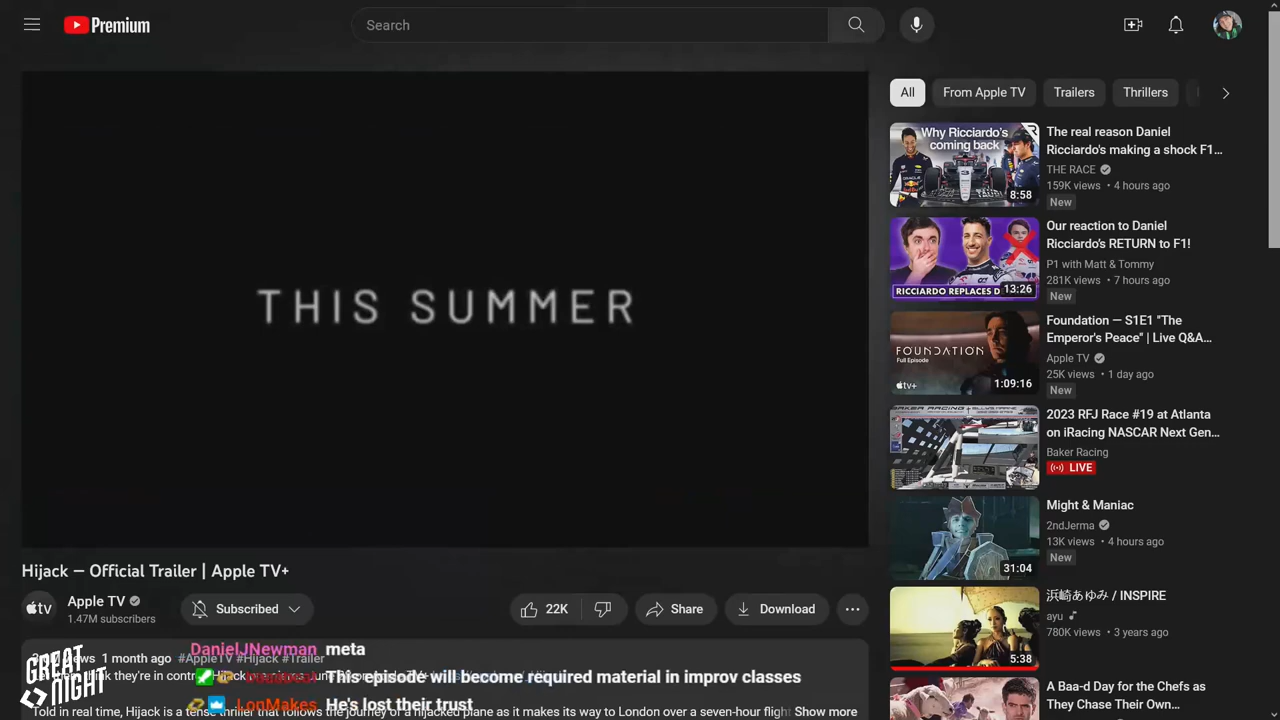 Premium
Search
THIS SUMMER
Hijack — Official Trailer | Apple TV+
tv
Apple TV
1.47M subscribers
Subscribed
22K
Share
Download
1 month ago #AppleTV #Hijack #Trailer
DanielJNewman meta
This episode will become required material in improv classes
LonMakes He's lost their trust
Told in real time, Hijack is a tense thriller that follows the journey of a hijacked plane as it makes its way to London over a seven-hour flight Show more
GREAT
NIGHT
All
From Apple TV
Trailers
Thrillers
Why Ricciardo's
coming back
8:58
The real reason Daniel
Ricciardo's making a shock F1...
THE RACE
159K views • 4 hours ago
New
RICCIARDO REPLACES D
13:26
Our reaction to Daniel
Ricciardo's RETURN to F1!
P1 with Matt & Tommy
281K views • 7 hours ago
New
FOUNDATION
Full Episode
tv+
1:09:16
Foundation — S1E1 "The
Emperor's Peace" | Live Q&A...
Apple TV
25K views • 1 day ago
New
BAKER RACING
2023 RFJ Race #19 at Atlanta
on iRacing NASCAR Next Gen...
Baker Racing
LIVE
31:04
Might & Maniac
2ndJerma
13K views • 4 hours ago
New
5:38
浜崎あゆみ / INSPIRE
ayu
780K views • 3 years ago
A Baa-d Day for the Chefs as
They Chase Their Own...